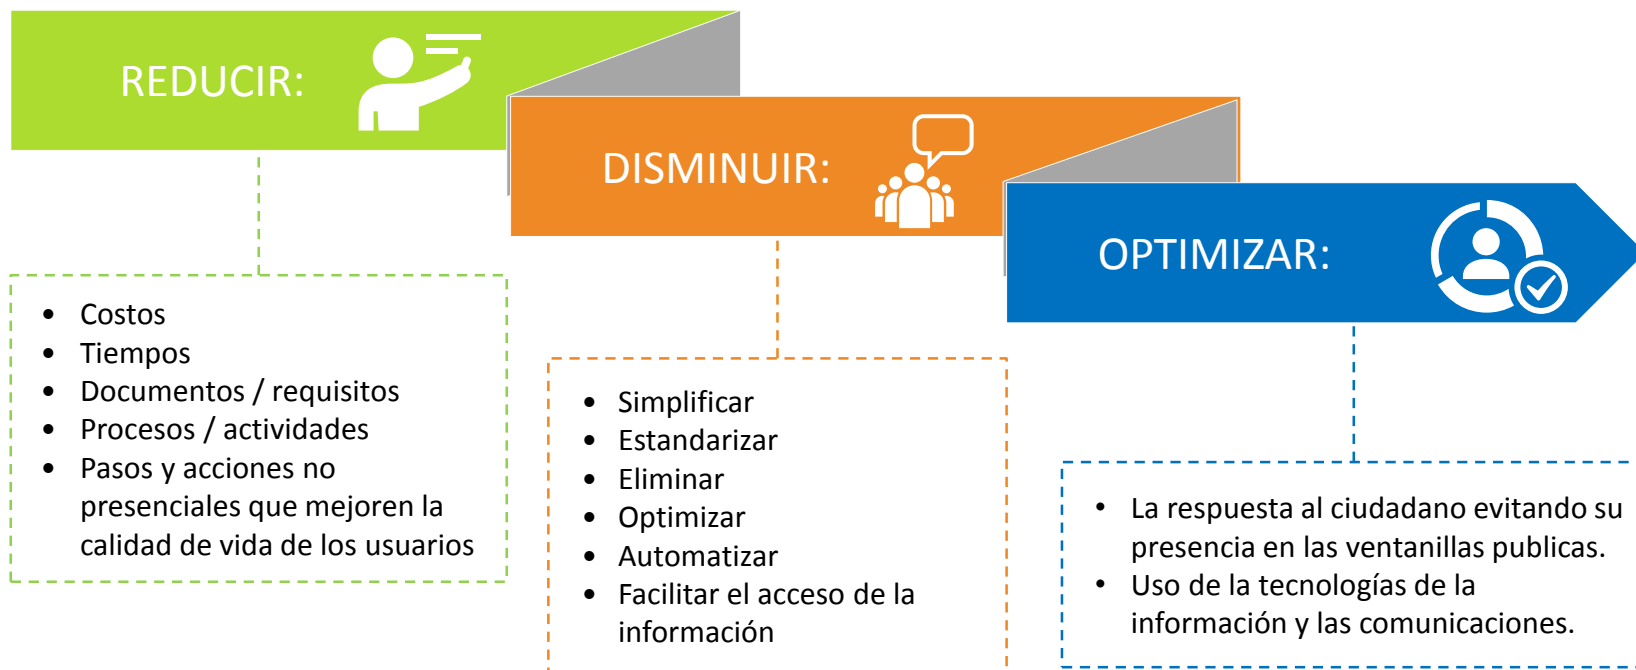 REDUCIR:
DISMINUIR:
OPTIMIZAR:
• Costos
• Tiempos
• Documentos / requisitos
• Procesos / actividades
• Pasos y acciones no
presenciales que mejoren la
calidad de vida de los usuarios
• Simplificar
• Estandarizar
• Eliminar
• Optimizar
• Automatizar
• Facilitar el acceso de la
información
• La respuesta al ciudadano evitando su
presencia en las ventanillas publicas.
• Uso de la tecnologías de la
información y las comunicaciones.